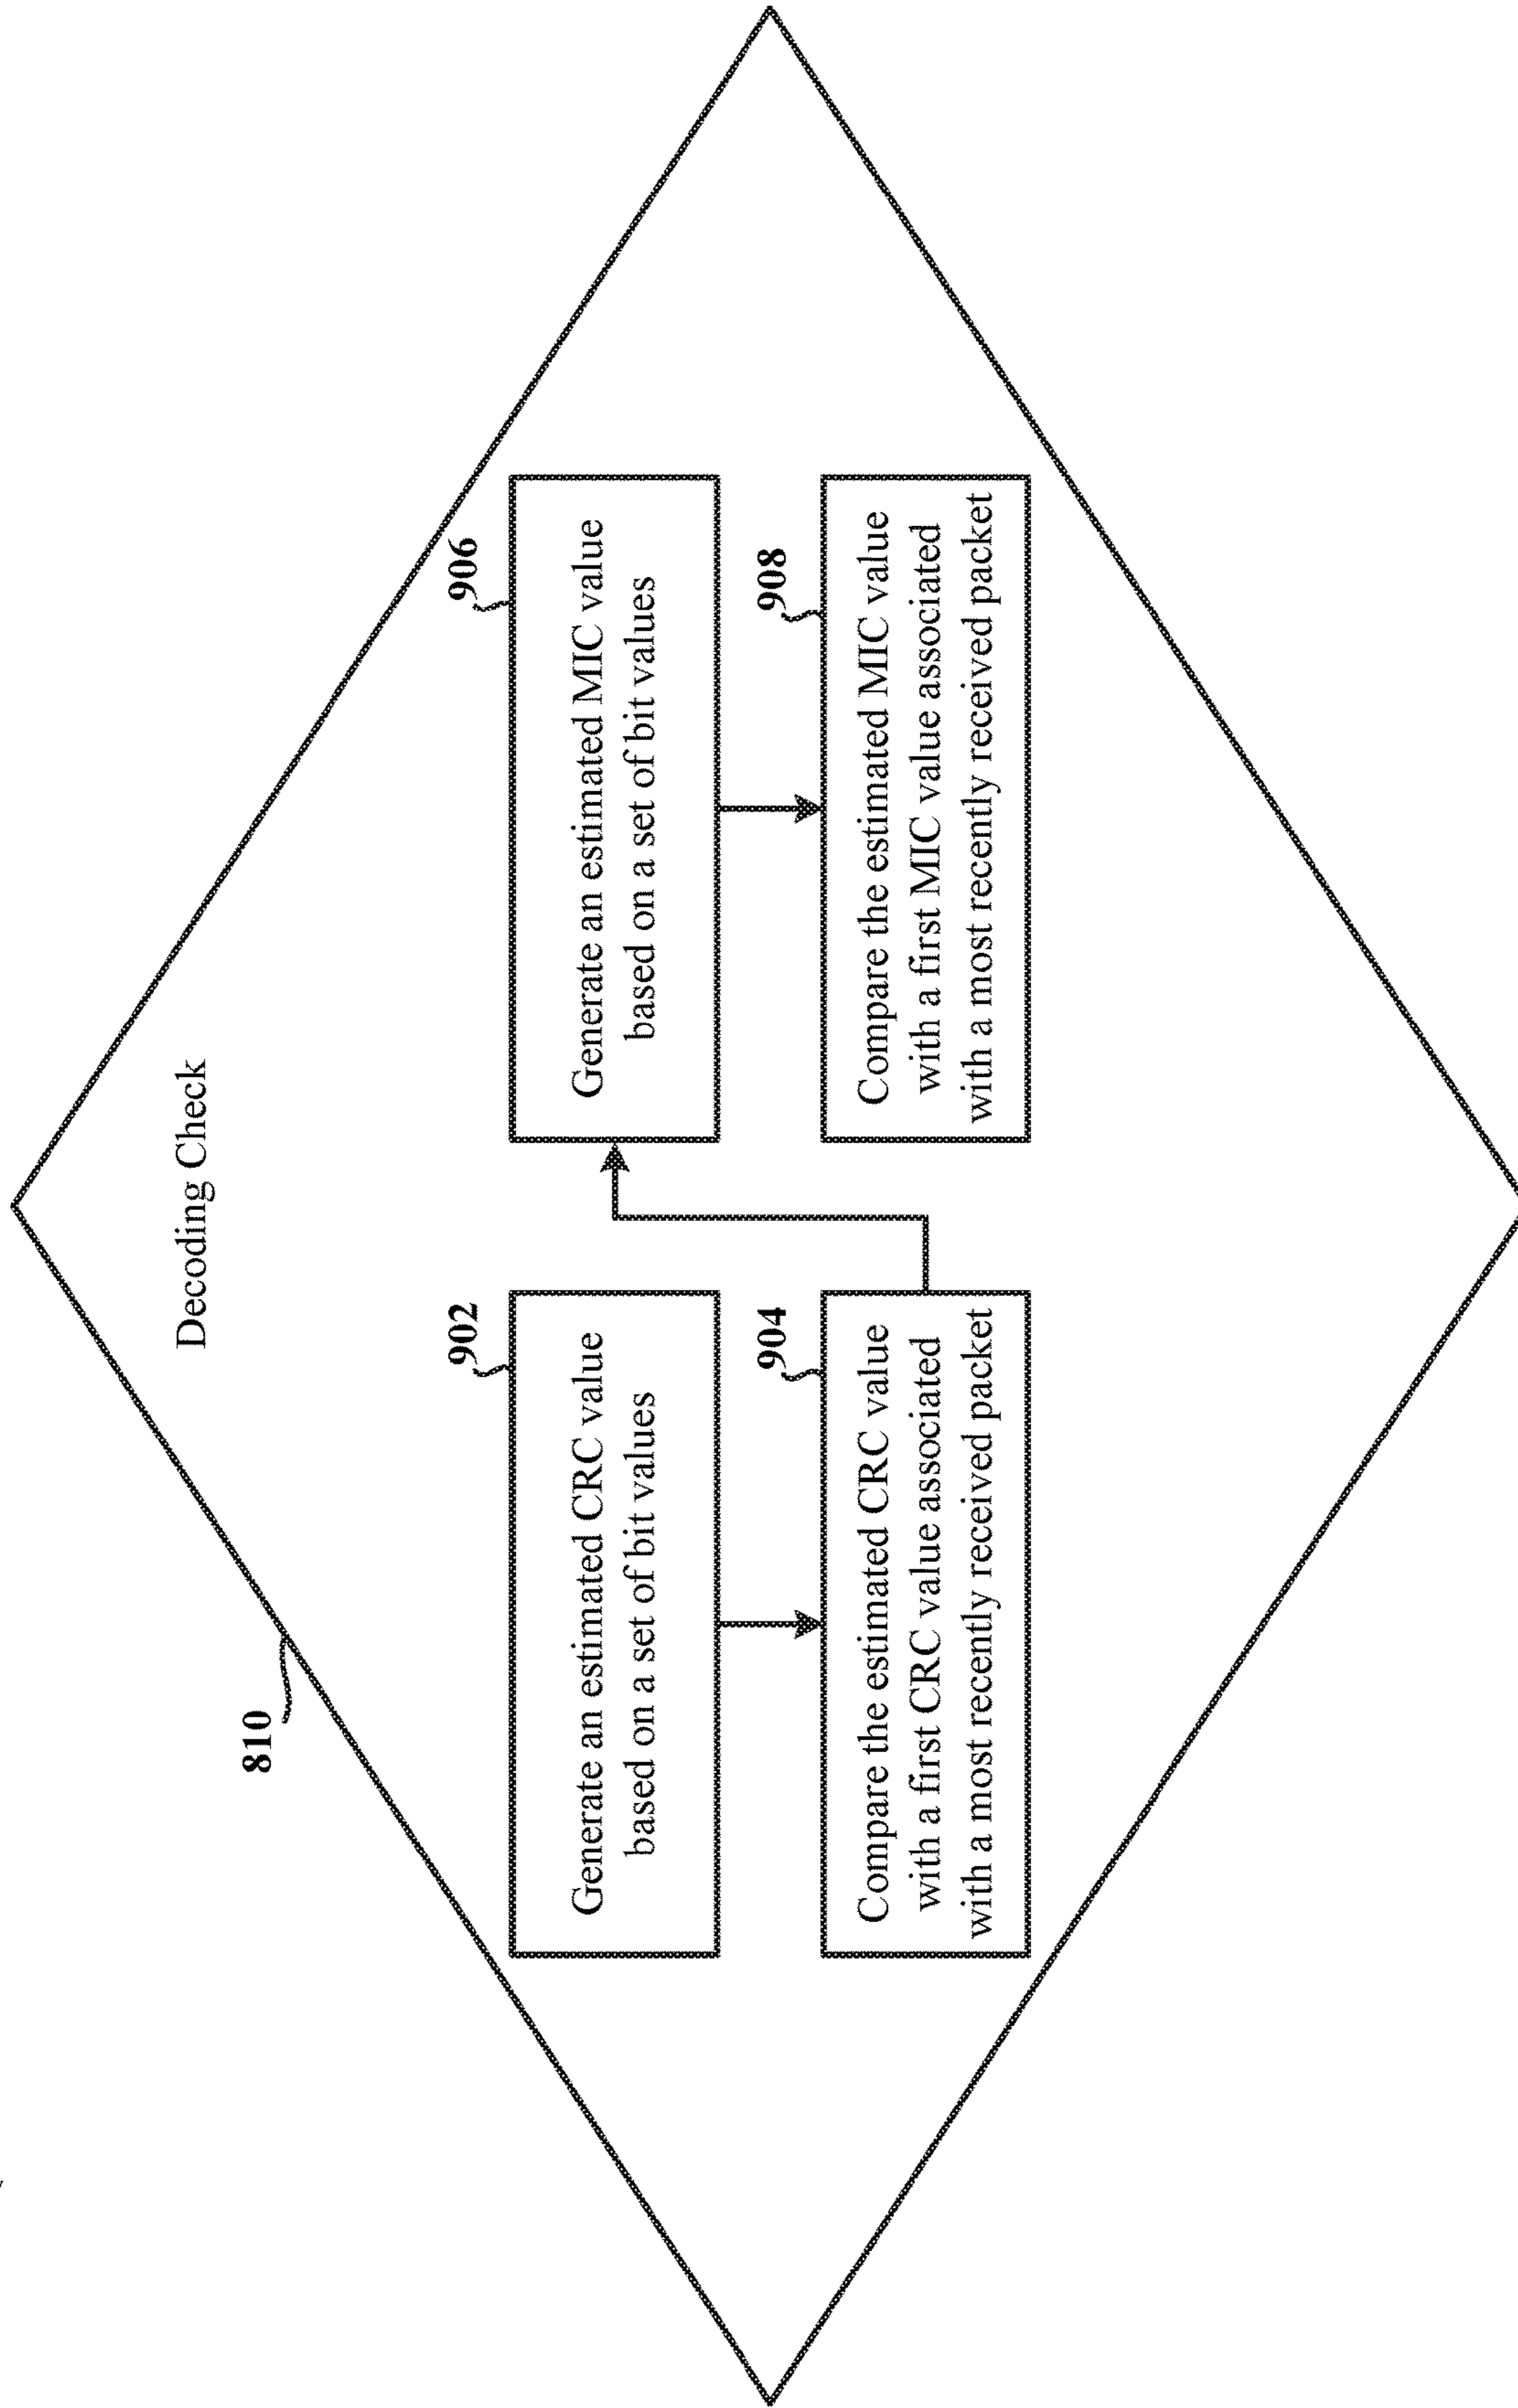 Decoding Check
810
902
Generate an estimated CRC value
based on a set of bit values
904
Compare the estimated CRC value
with a first CRC value associated
with a most recently received packet
906
Generate an estimated MIC value
based on a set of bit values
908
Compare the estimated MIC value
with a first MIC value associated
with a most recently received packet